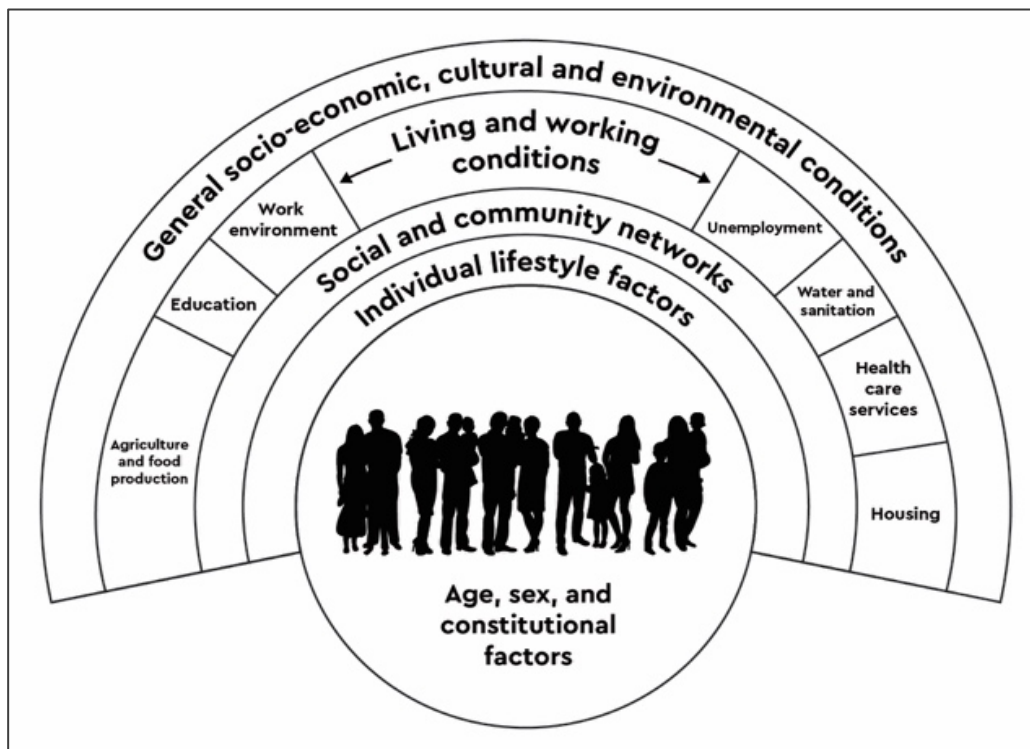 General socio-economic, cultural and environmental conditions
Living and working
conditions
Work
environment
Unemployment
Education
Water and
sanitation
Agriculture
and food
production
Health
care
services
Housing
Social and community networks
Individual lifestyle factors
Age, sex, and
constitutional
factors